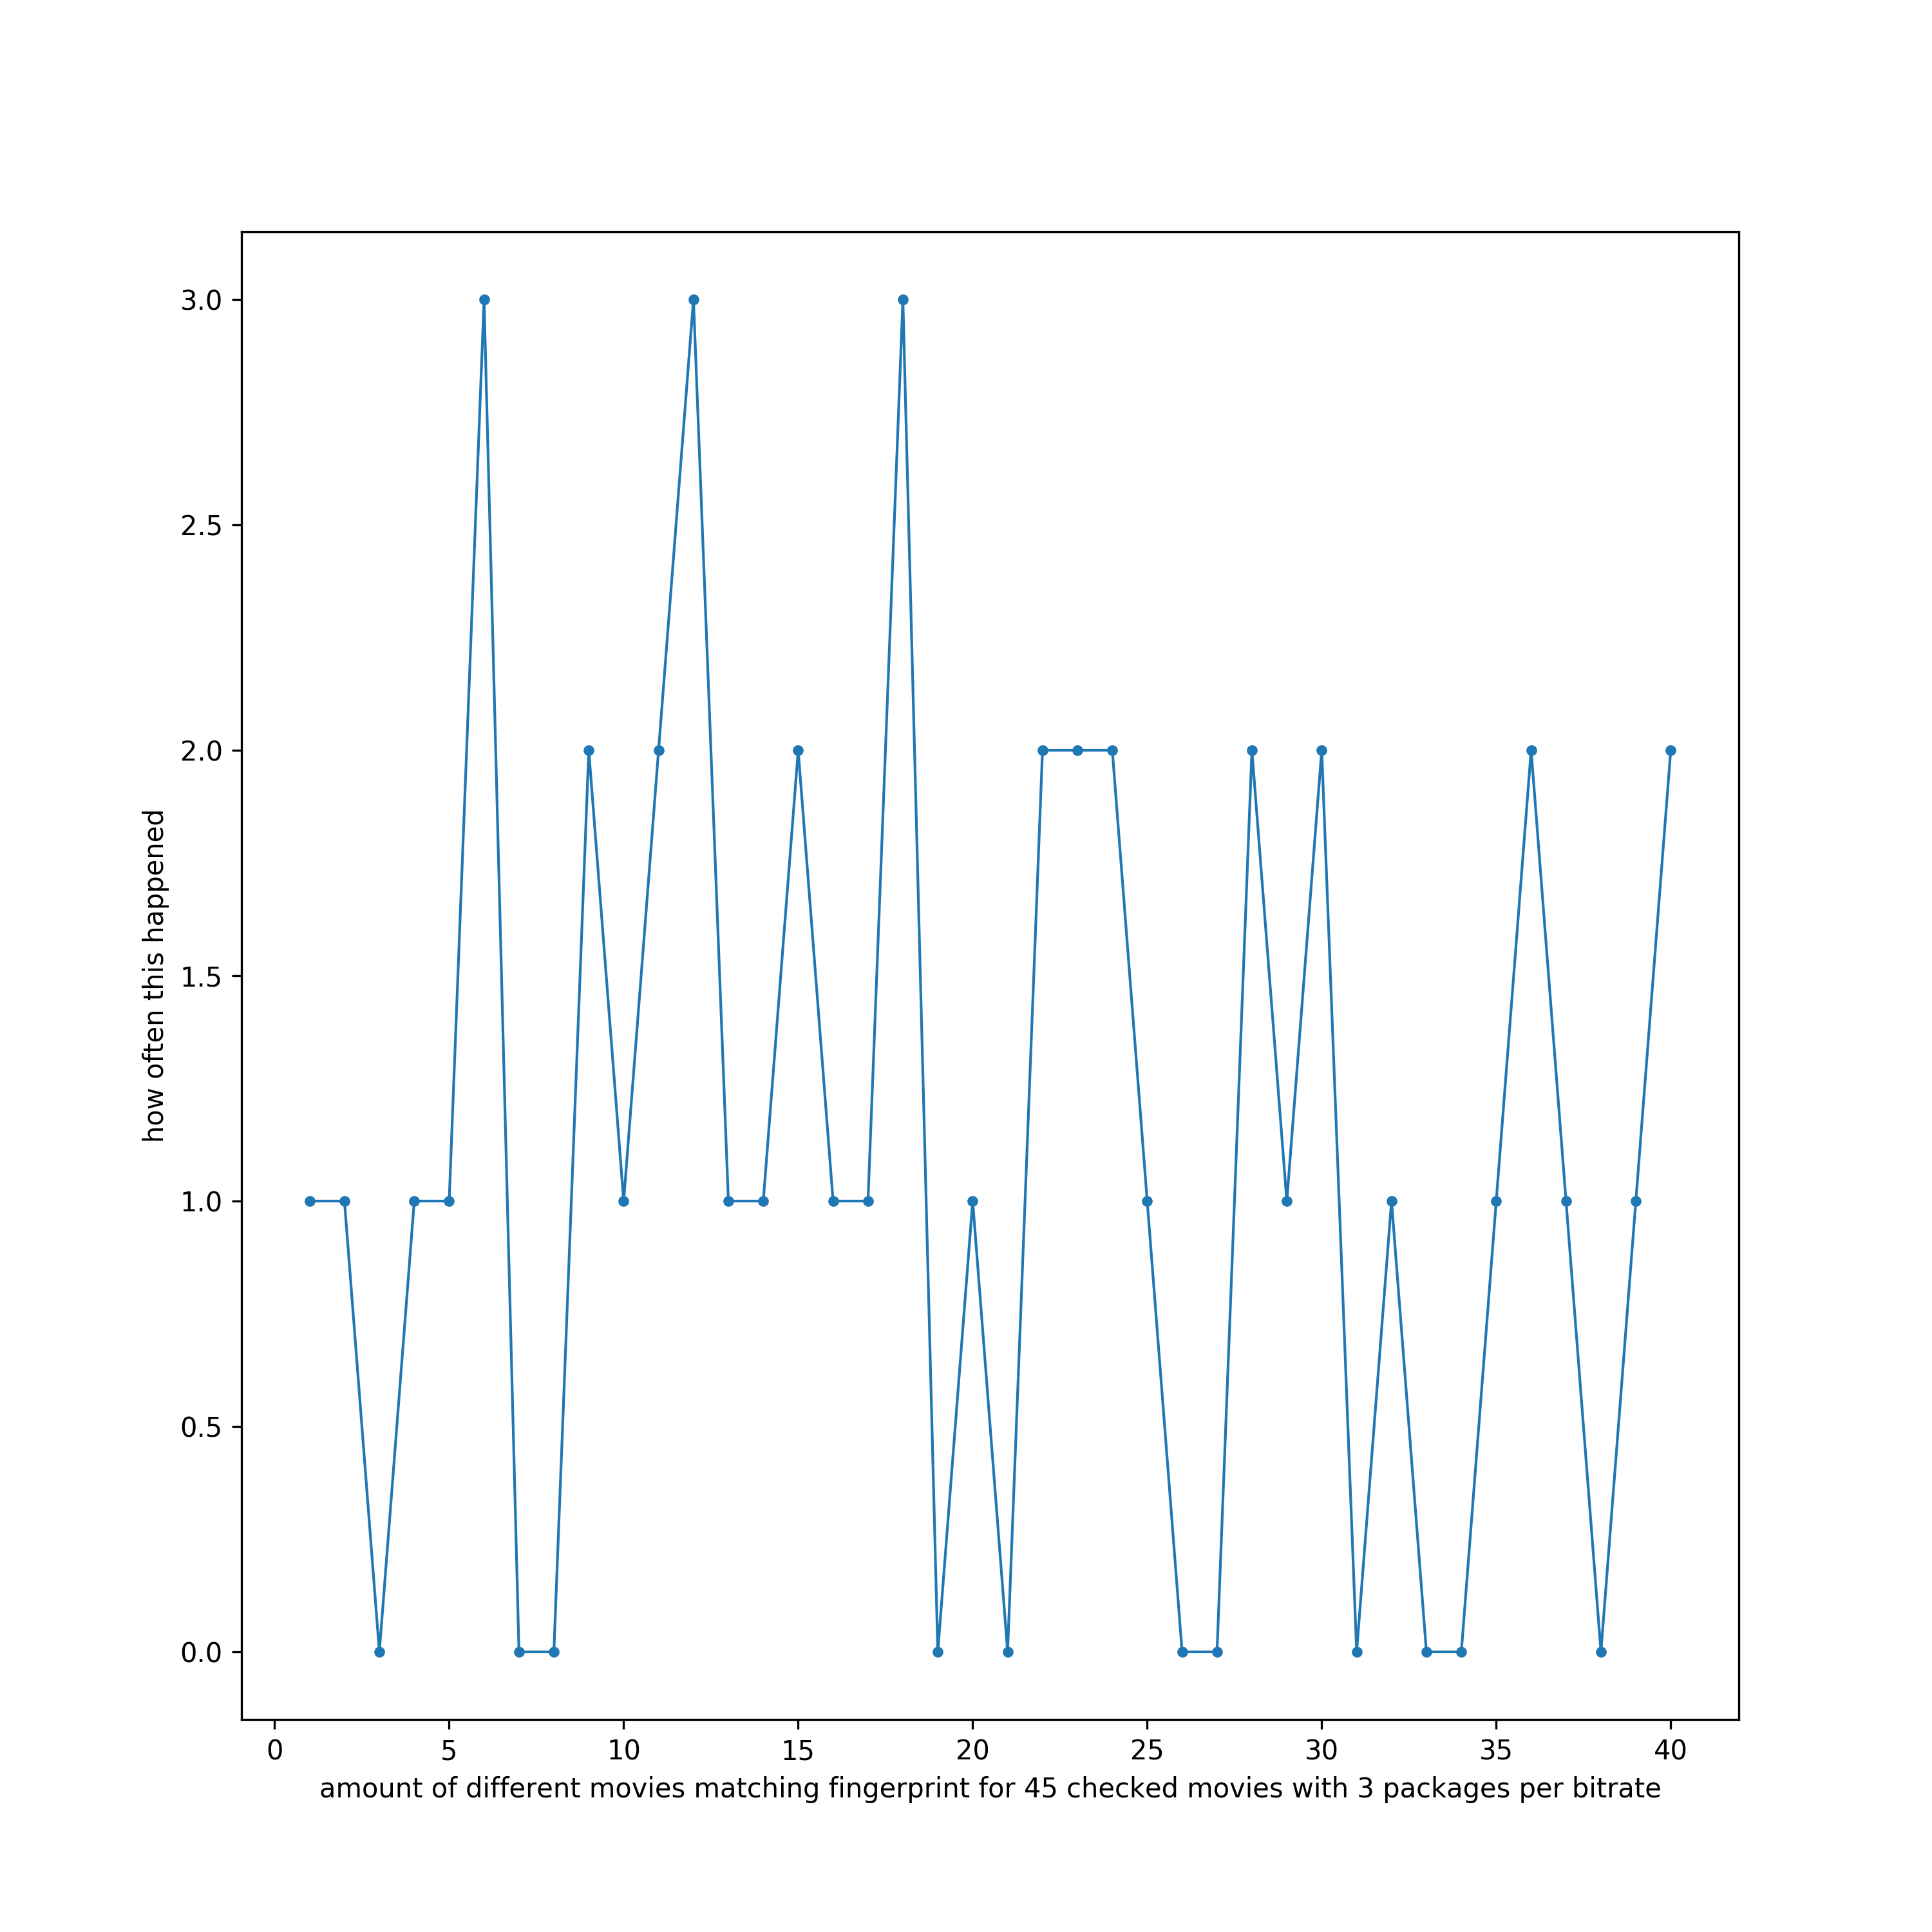 3.0
2.5
2.0
1.5
1.0
0.5
0.0
how often this happened
0 5 10 15 20 25 30 35 40
amount of different movies matching fingerprint for 45 checked movies with 3 packages per bitrate